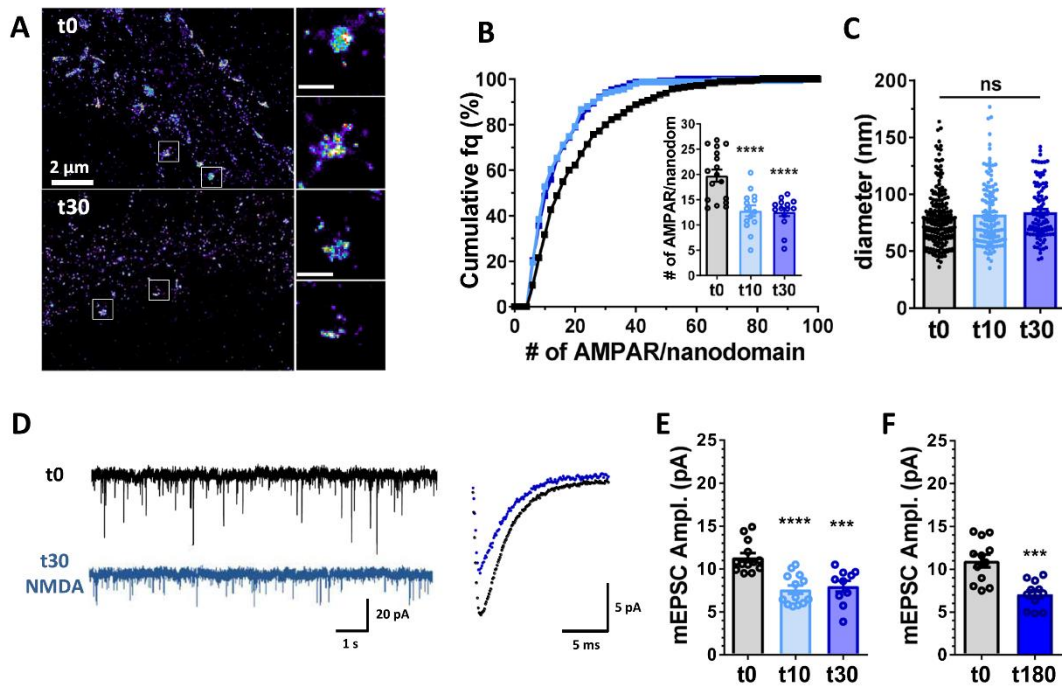 A
t0
2 µm
t30
B
Cumulative fq (%)
100
80
60
40
20
0
0 20 40 60 80 100
# of AMPAR/nanodomain
# of AMPAR/nanodom
30
25
20
15
10
5
0
**** ****
t0 t10 t30
C
diameter (nm)
200
150
100
50
0
ns
t0 t10 t30
D
t0
t30
NMDA
20 pA
1 s
5 pA
5 ms
E
mEPSC Ampl. (pA)
25
20
15
10
5
0
**** ***
t0 t10 t30
F
mEPSC Ampl. (pA)
25
20
15
10
5
0
***
t0 t180